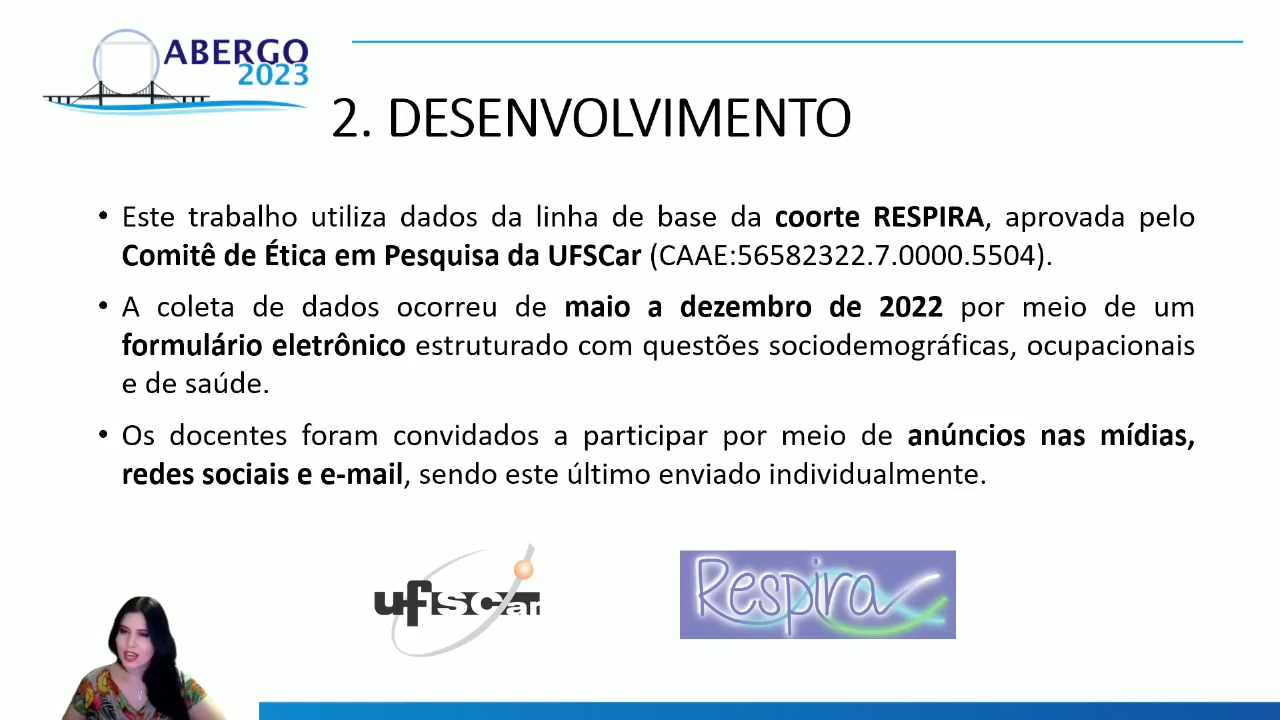 ABERGO
2023
2. DESENVOLVIMENTO
• Este trabalho utiliza dados da linha de base da coorte RESPIRA, aprovada pelo
Comitê de Ética em Pesquisa da UFSCar (CAAE:56582322.7.0000.5504).
• A coleta de dados ocorreu de maio a dezembro de 2022 por meio de um
formulário eletrônico estruturado com questões sociodemográficas, ocupacionais
e de saúde.
• Os docentes foram convidados a participar por meio de anúncios nas mídias,
redes sociais e e-mail, sendo este último enviado individualmente.
ufscar
Respira